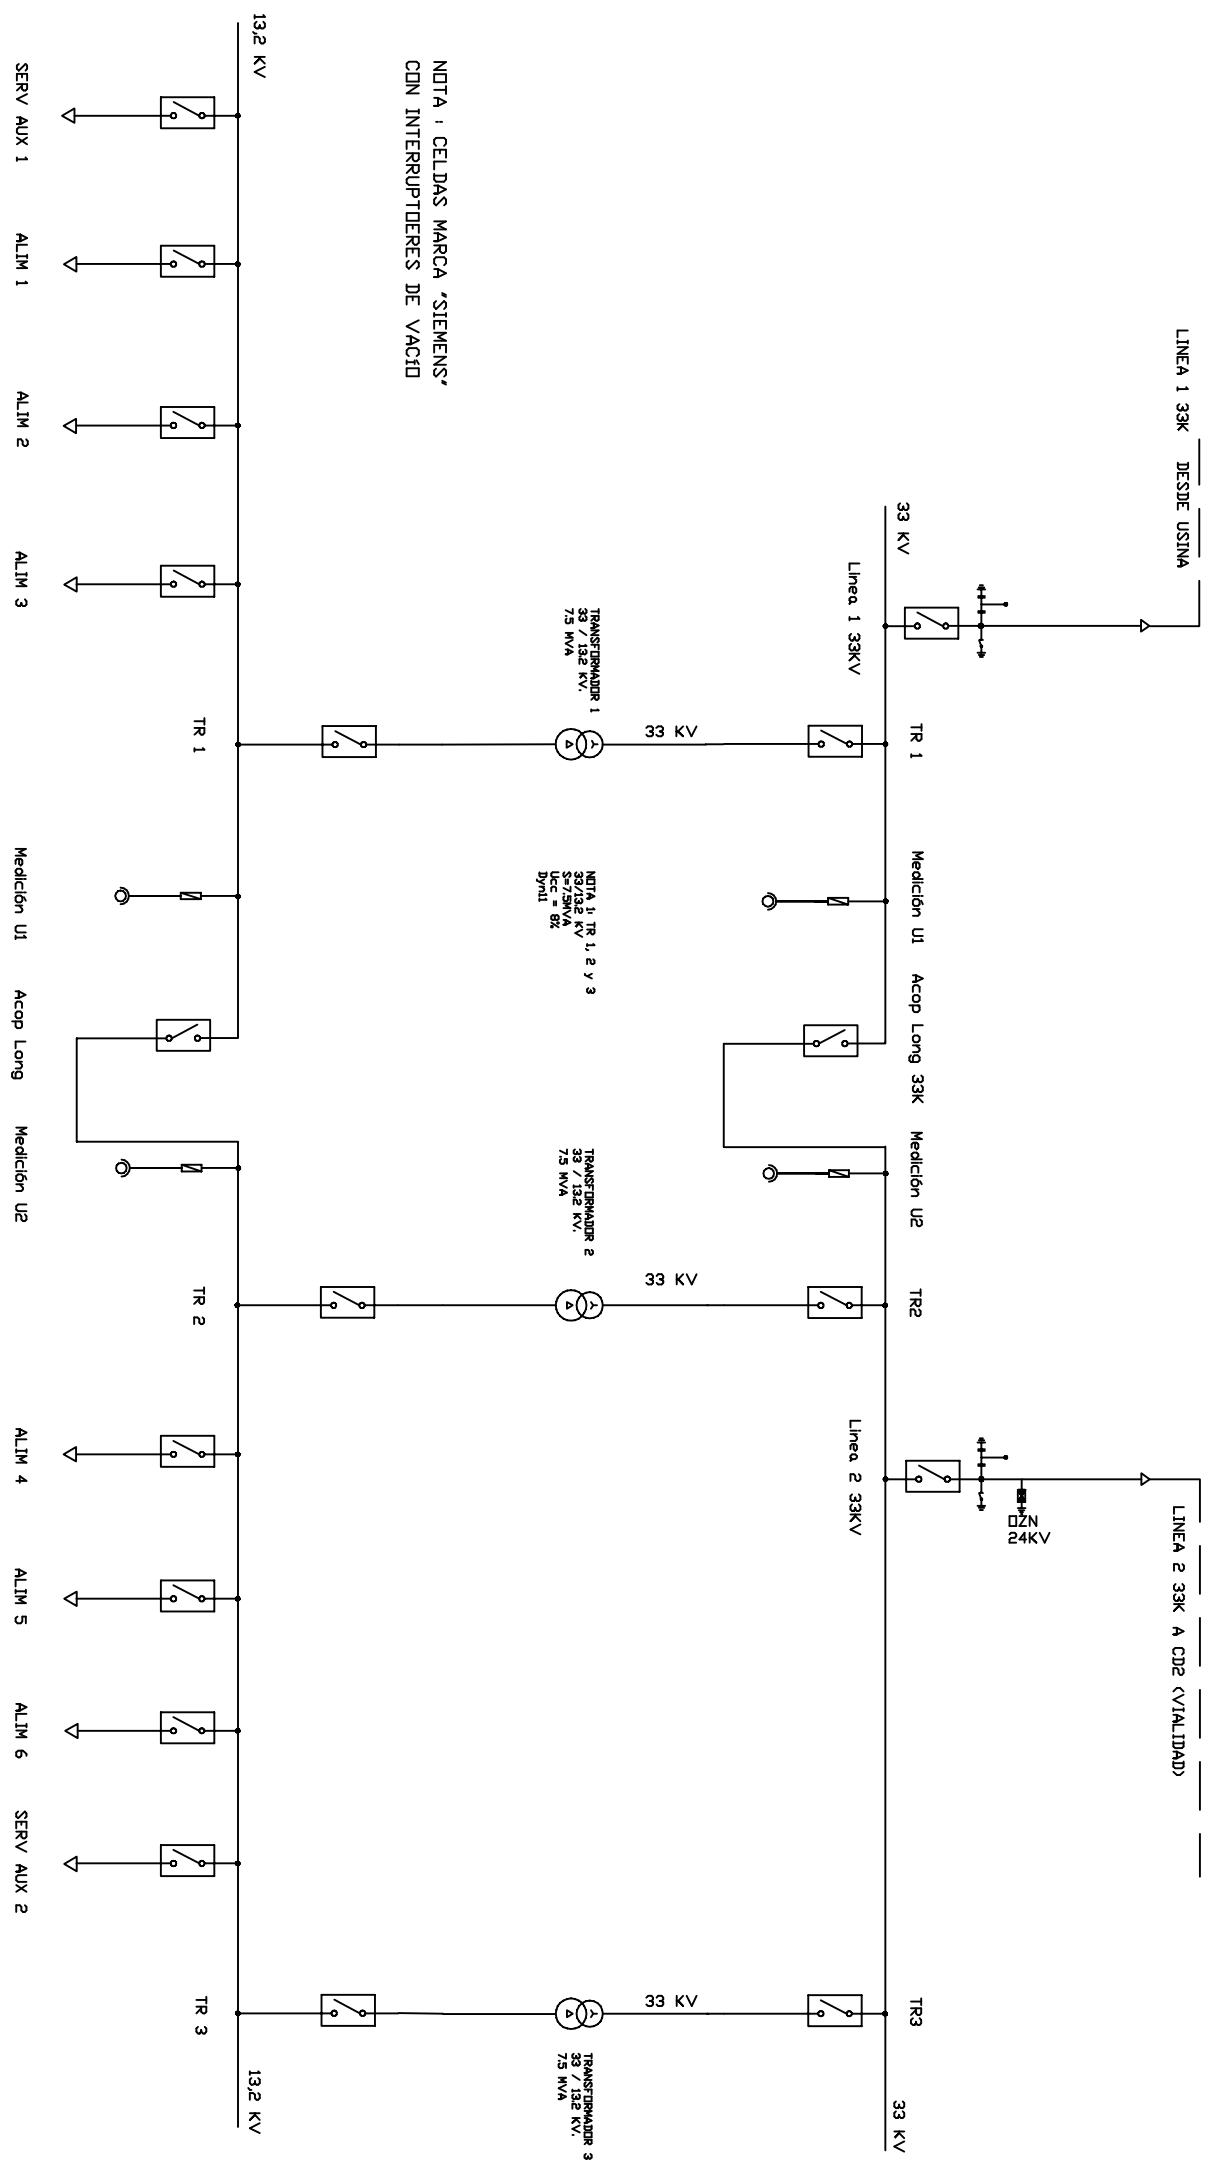 LINEA 1 33K DESDE USINA
LINEA 2 33K A CD2 (VIALIDAD)
OZN
24KV
33 KV
Linea 1 33KV
TR 1
Medición U1
Acop Long 33K
Medición U2
TR2
Linea 2 33KV
TR3
33 KV
33 KV
33 KV
33 KV
TRANSFORMADOR 1
33 / 13.2 KV.
7.5 MVA
NOTA 1: TR 1, 2 y 3
33/13.2 KV
S=7.5MVA
Ucc = 8%
Dyn11
TRANSFORMADOR 2
33 / 13.2 KV.
7.5 MVA
TRANSFORMADOR 3
33 / 13.2 KV.
7.5 MVA
NOTA : CELDAS MARCA "SIEMENS"
CON INTERRUPTOERES DE VACíO
13,2 KV
13,2 KV
TR 1
TR 2
TR 3
SERV AUX 1
ALIM 1
ALIM 2
ALIM 3
Medición U1
Acop Long
Medición U2
ALIM 4
ALIM 5
ALIM 6
SERV AUX 2